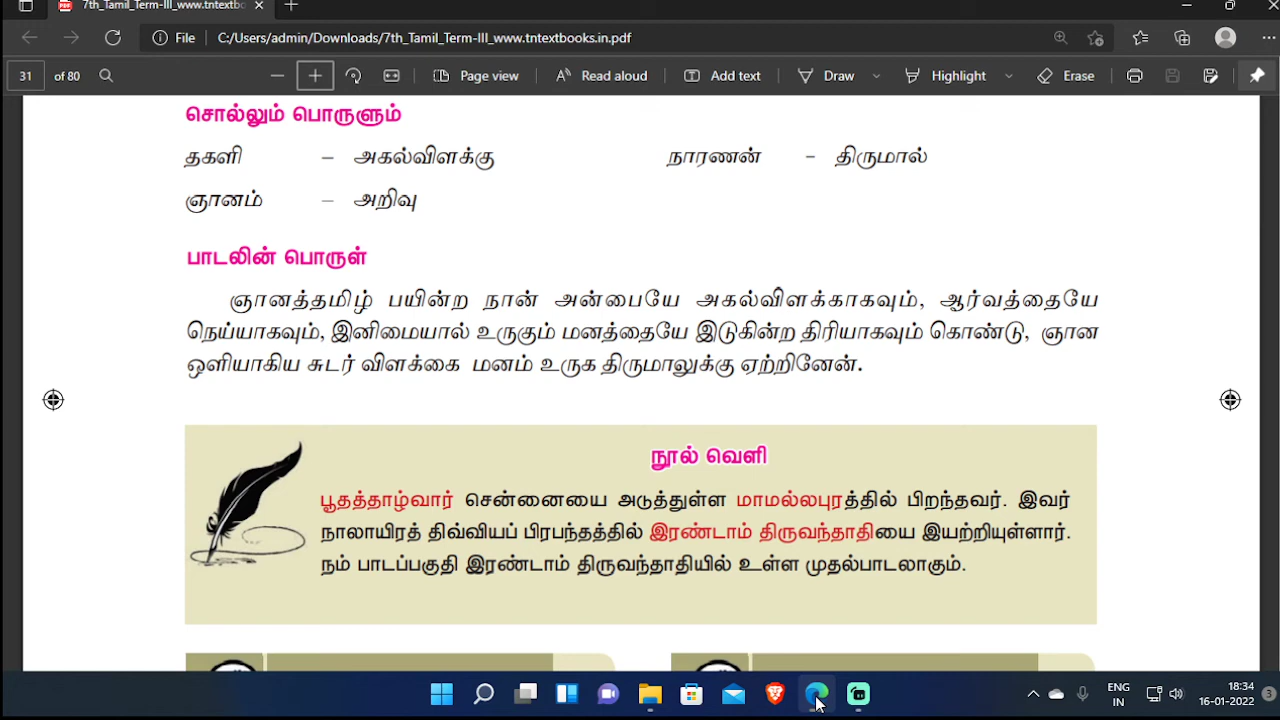 7th_Tamil_Term-III_www.tntextbo
File C:/Users/admin/Downloads/7th_Tamil_Term-III_www.tntextbooks.in.pdf
31 of 80 Page view Read aloud Add text Draw Highlight Erase
சொல்லும் பொருளும்
தகளி – அகல்விளக்கு நாரணன் - திருமால்
ஞானம் – அறிவு
பாடலின் பொருள்
ஞானத்தமிழ் பயின்ற நான் அன்பையே அகல்விளக்காகவும், ஆர்வத்தையே
நெய்யாகவும், இனிமையால் உருகும் மனத்தையே இடுகின்ற திரியாகவும் கொண்டு, ஞான
ஒளியாகிய சுடர் விளக்கை மனம் உருக திருமாலுக்கு ஏற்றினேன்.
நூல் வெளி
பூதத்தாழ்வார் சென்னையை அடுத்துள்ள மாமல்லபுரத்தில் பிறந்தவர். இவர்
நாலாயிரத் திவ்வியப் பிரபந்தத்தில் இரண்டாம் திருவந்தாதியை இயற்றியுள்ளார்.
நம் பாடப்பகுதி இரண்டாம் திருவந்தாதியில் உள்ள முதல்பாடலாகும்.
ENG 18:34
IN 16-01-2022 3